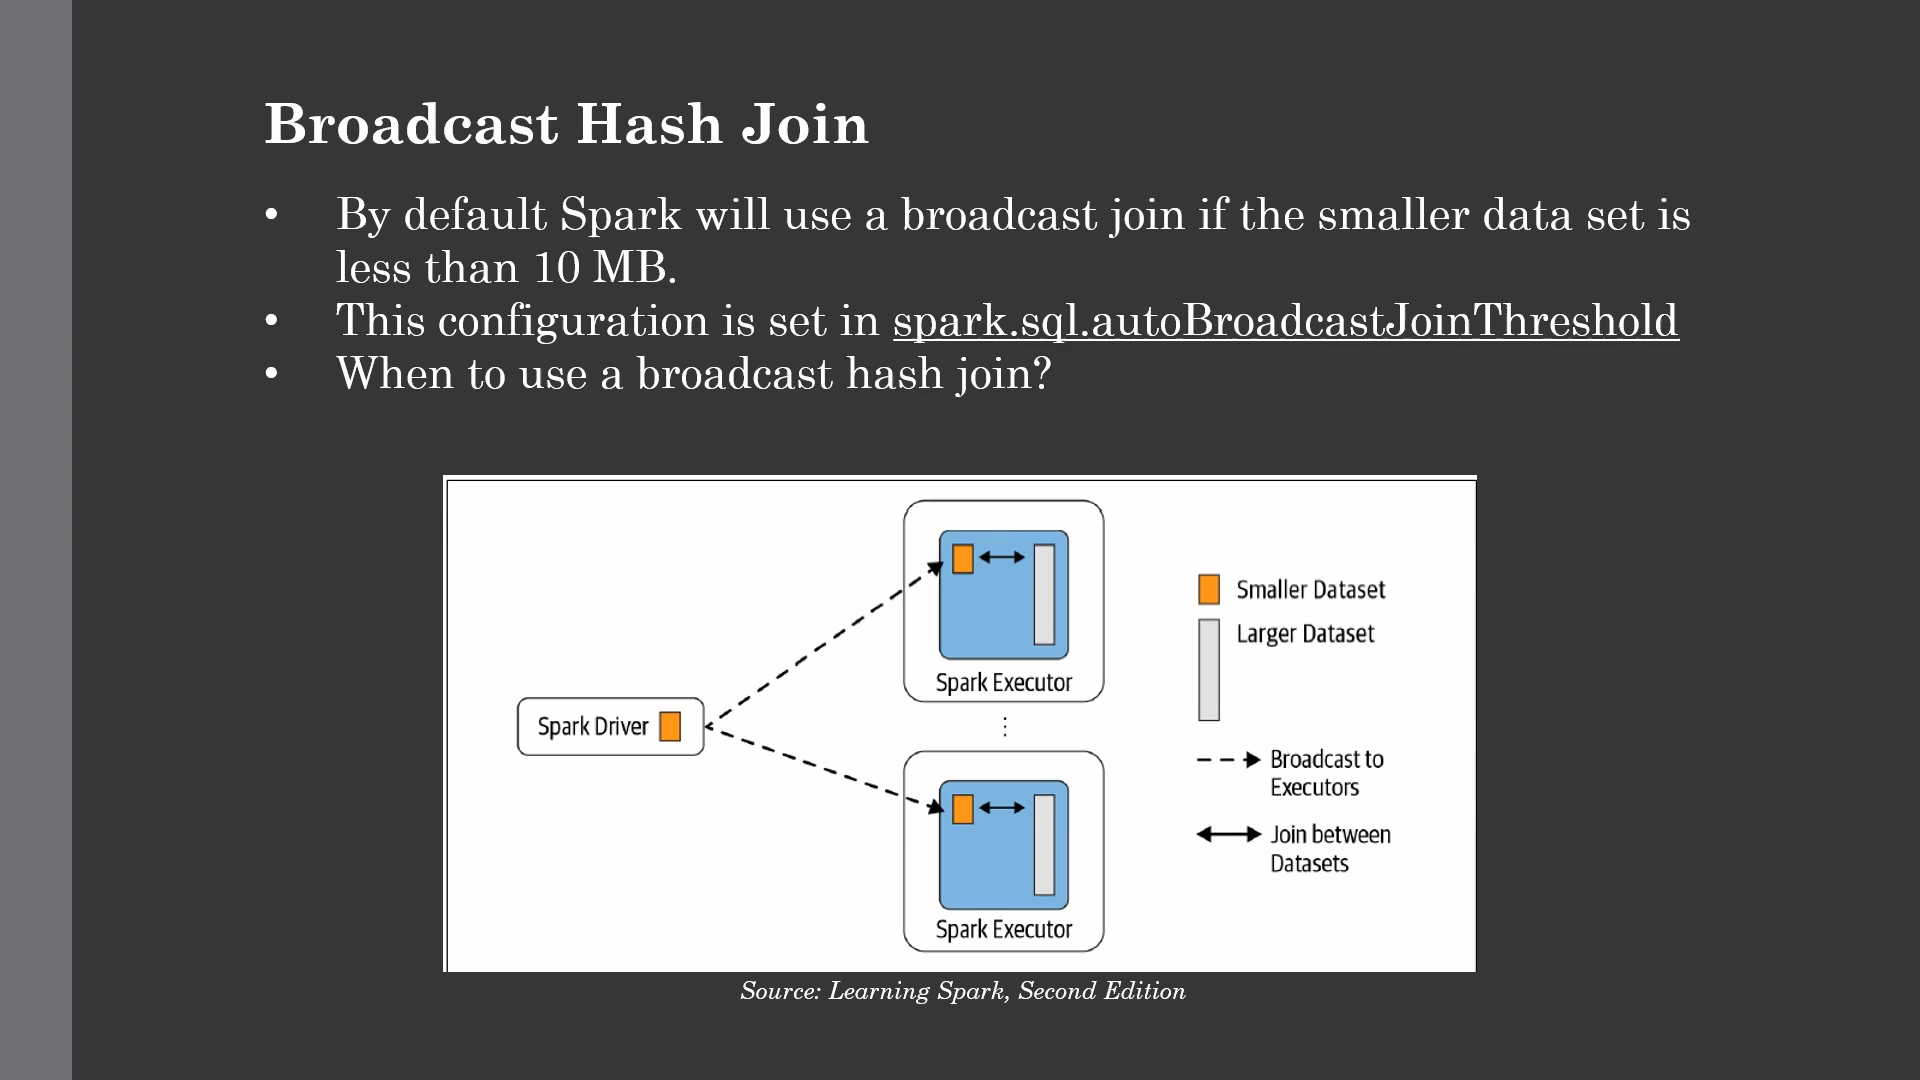 Broadcast Hash Join
• By default Spark will use a broadcast join if the smaller data set is
less than 10 MB.
• This configuration is set in spark.sql.autoBroadcastJoinThreshold
• When to use a broadcast hash join?
Spark Executor
Spark Driver
Spark Executor
Smaller Dataset
Larger Dataset
Broadcast to
Executors
Join between
Datasets
Source: Learning Spark, Second Edition